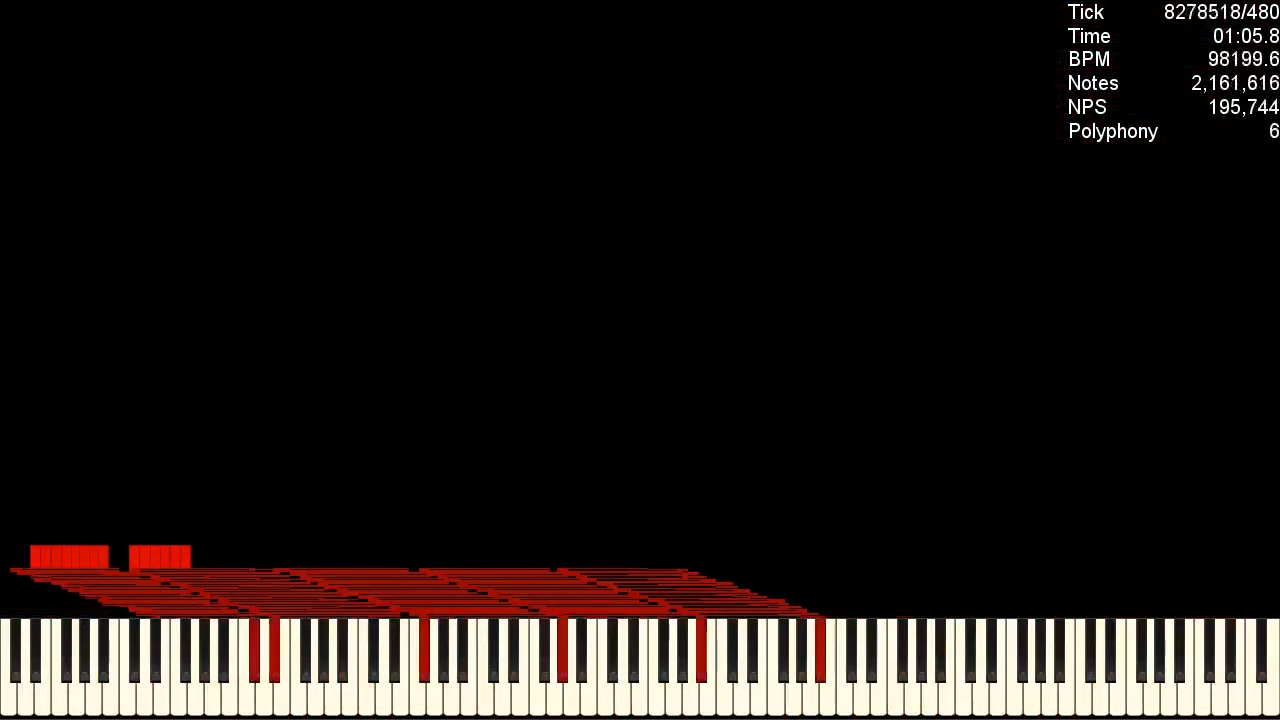 Tick 8278518/480
Time 01:05.8
BPM 98199.6
Notes 2,161,616
NPS 195,744
Polyphony 6